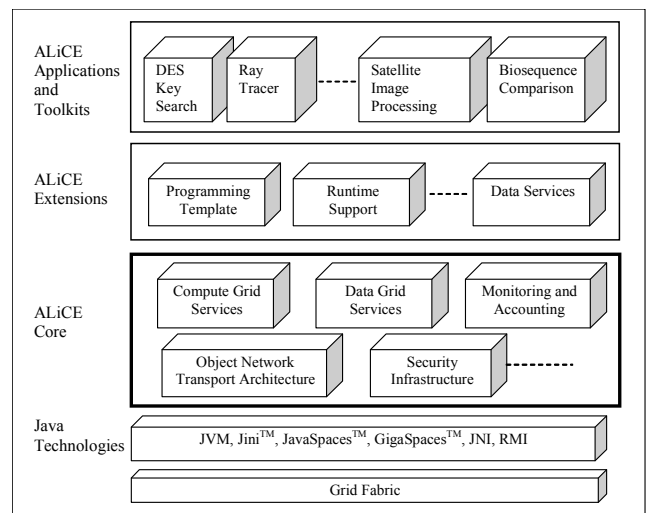 ALiCE
Applications
and
Toolkits
DES
Key
Search
Ray
Tracer
Satellite
Image
Processing
Biosequence
Comparison
ALiCE
Extensions
Programming
Template
Runtime
Support
Data Services
ALiCE
Core
Compute Grid
Services
Data Grid
Services
Monitoring and
Accounting
Object Network
Transport Architecture
Security
Infrastructure
Java
Technologies
JVM, Jini™, JavaSpaces™, GigaSpaces™, JNI, RMI
Grid Fabric